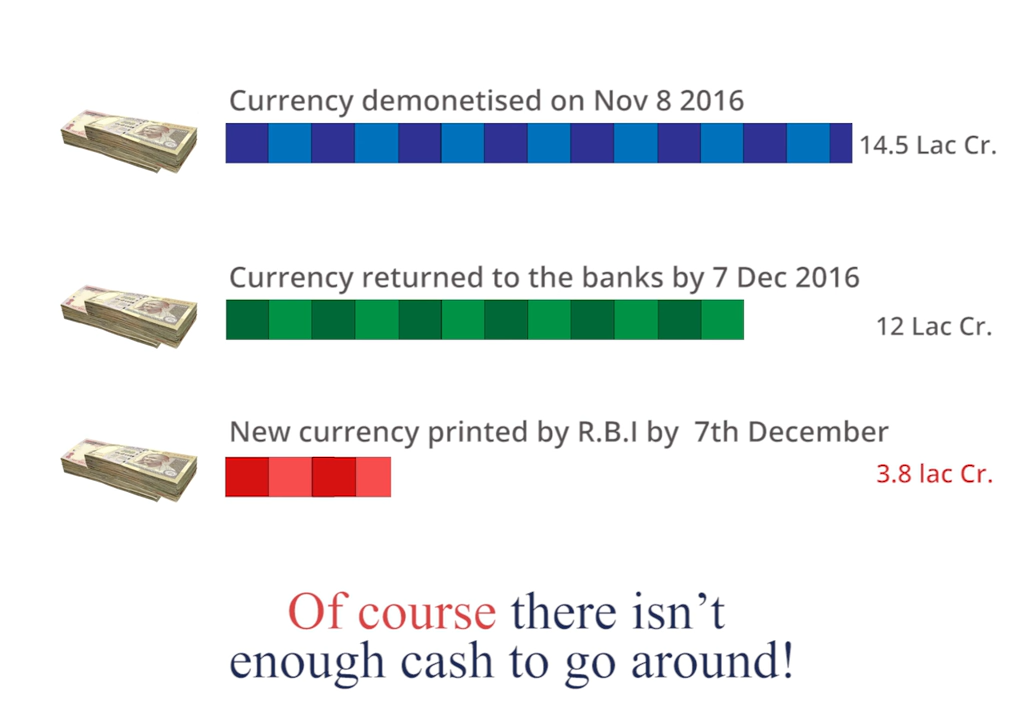 Currency demonetised on Nov 8 2016
14.5 Lac Cr.
Currency returned to the banks by 7 Dec 2016
12 Lac Cr.
New currency printed by R.B.I by 7th December
3.8 lac Cr.
Of course there isn’t
enough cash to go around!